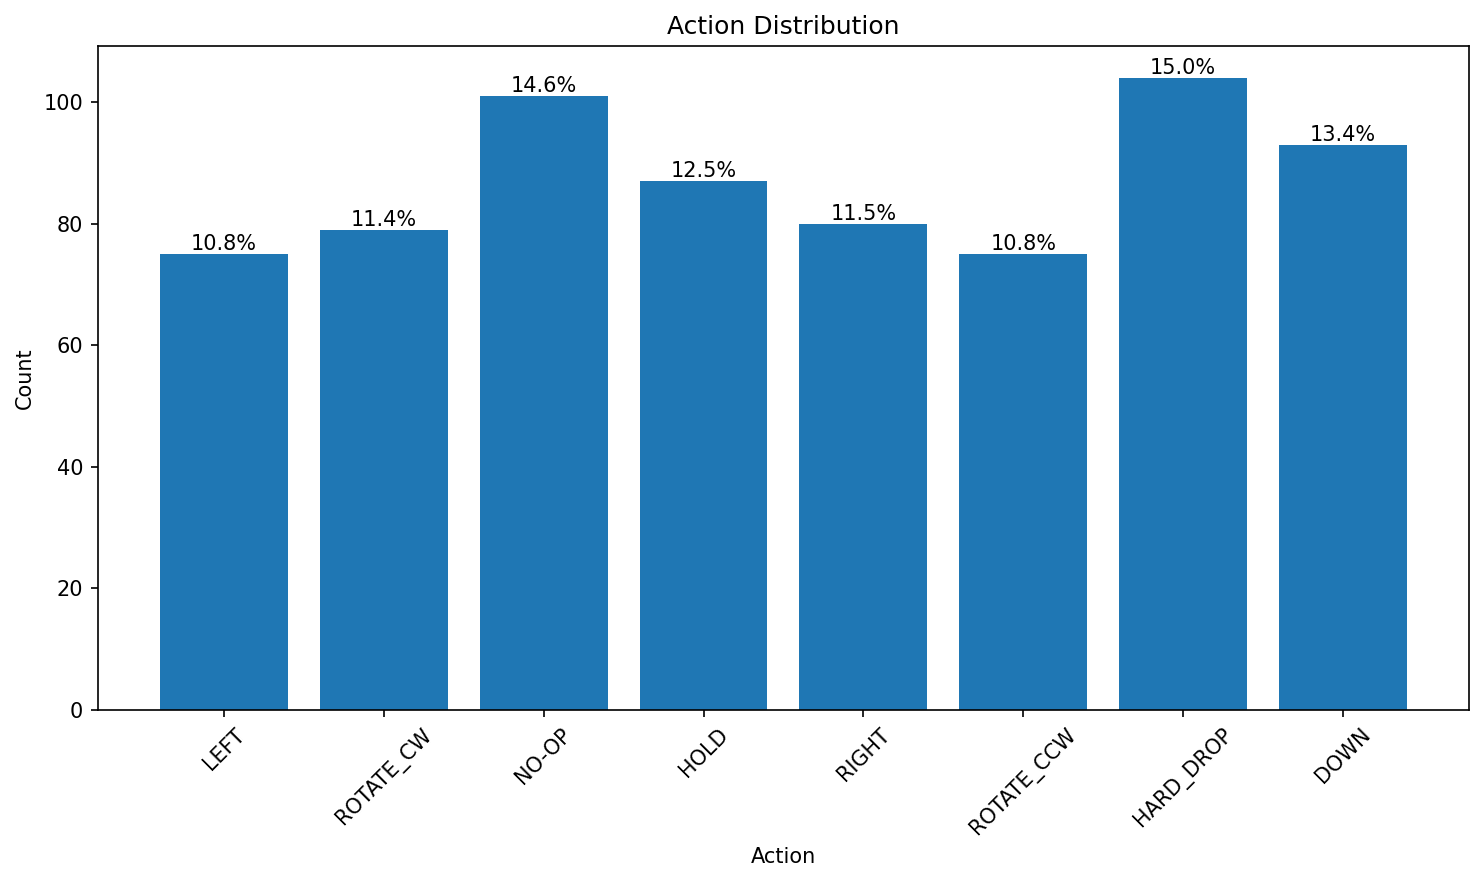 Action Distribution
Count
100
80
60
40
20
0
10.8%
11.4%
14.6%
12.5%
11.5%
10.8%
15.0%
13.4%
LEFT
ROTATE_CW
NO-OP
HOLD
RIGHT
ROTATE_CCW
HARD_DROP
DOWN
Action